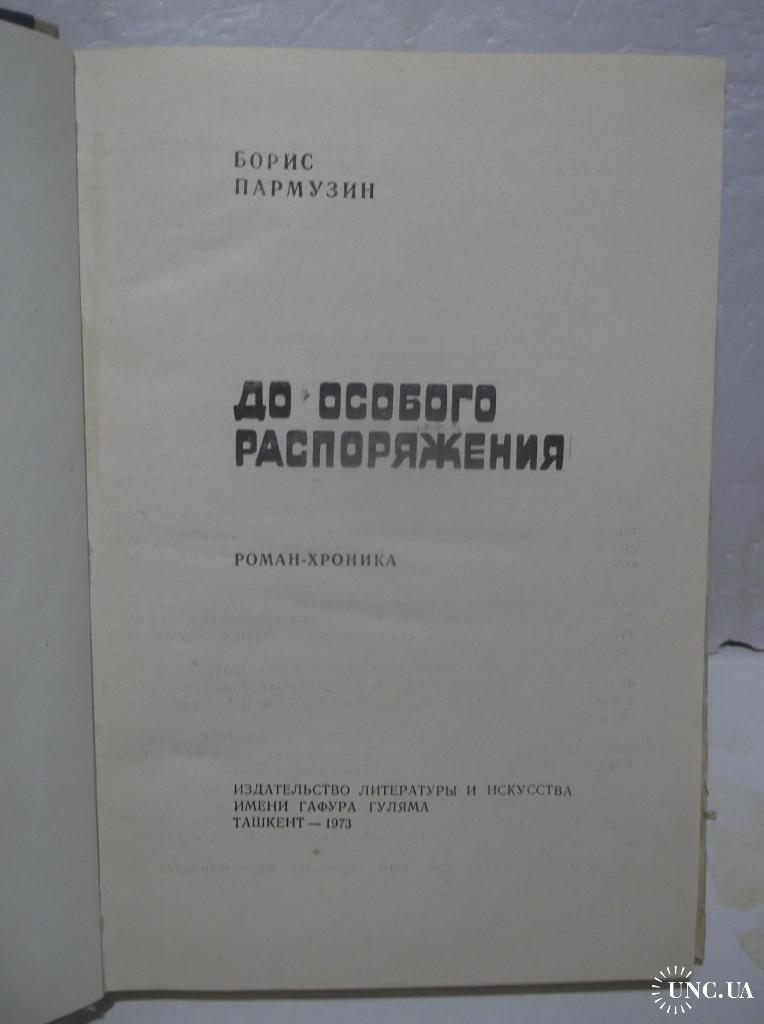 БОРИС
ПАРМУЗИН
ДО ОСОБОГО
РАСПОРЯЖЕНИЯ
РОМАН-ХРОНИКА
ИЗДАТЕЛЬСТВО ЛИТЕРАТУРЫ И ИСКУССТВА
ИМЕНИ ГАФУРА ГУЛЯМА
ТАШКЕНТ — 1973
UNC.UA